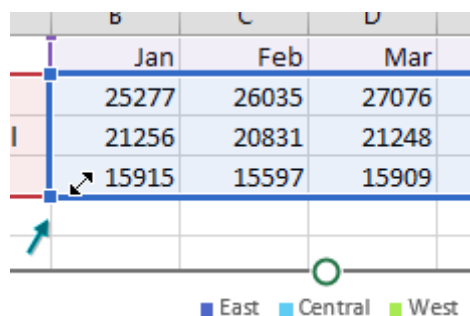 B C D
Jan Feb Mar
25277 26035 27076
l 21256 20831 21248
15915 15597 15909
East Central West